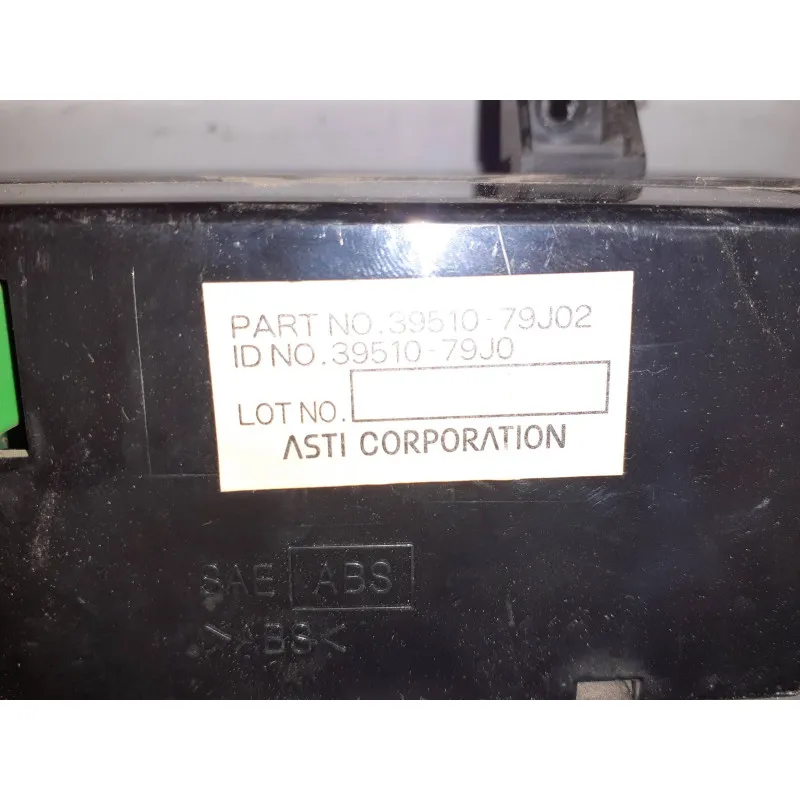 PART NO.39510-79J02
ID NO.39510-79J0
LOT NO.
ASTI CORPORATION
SAE ABS
>ABS<